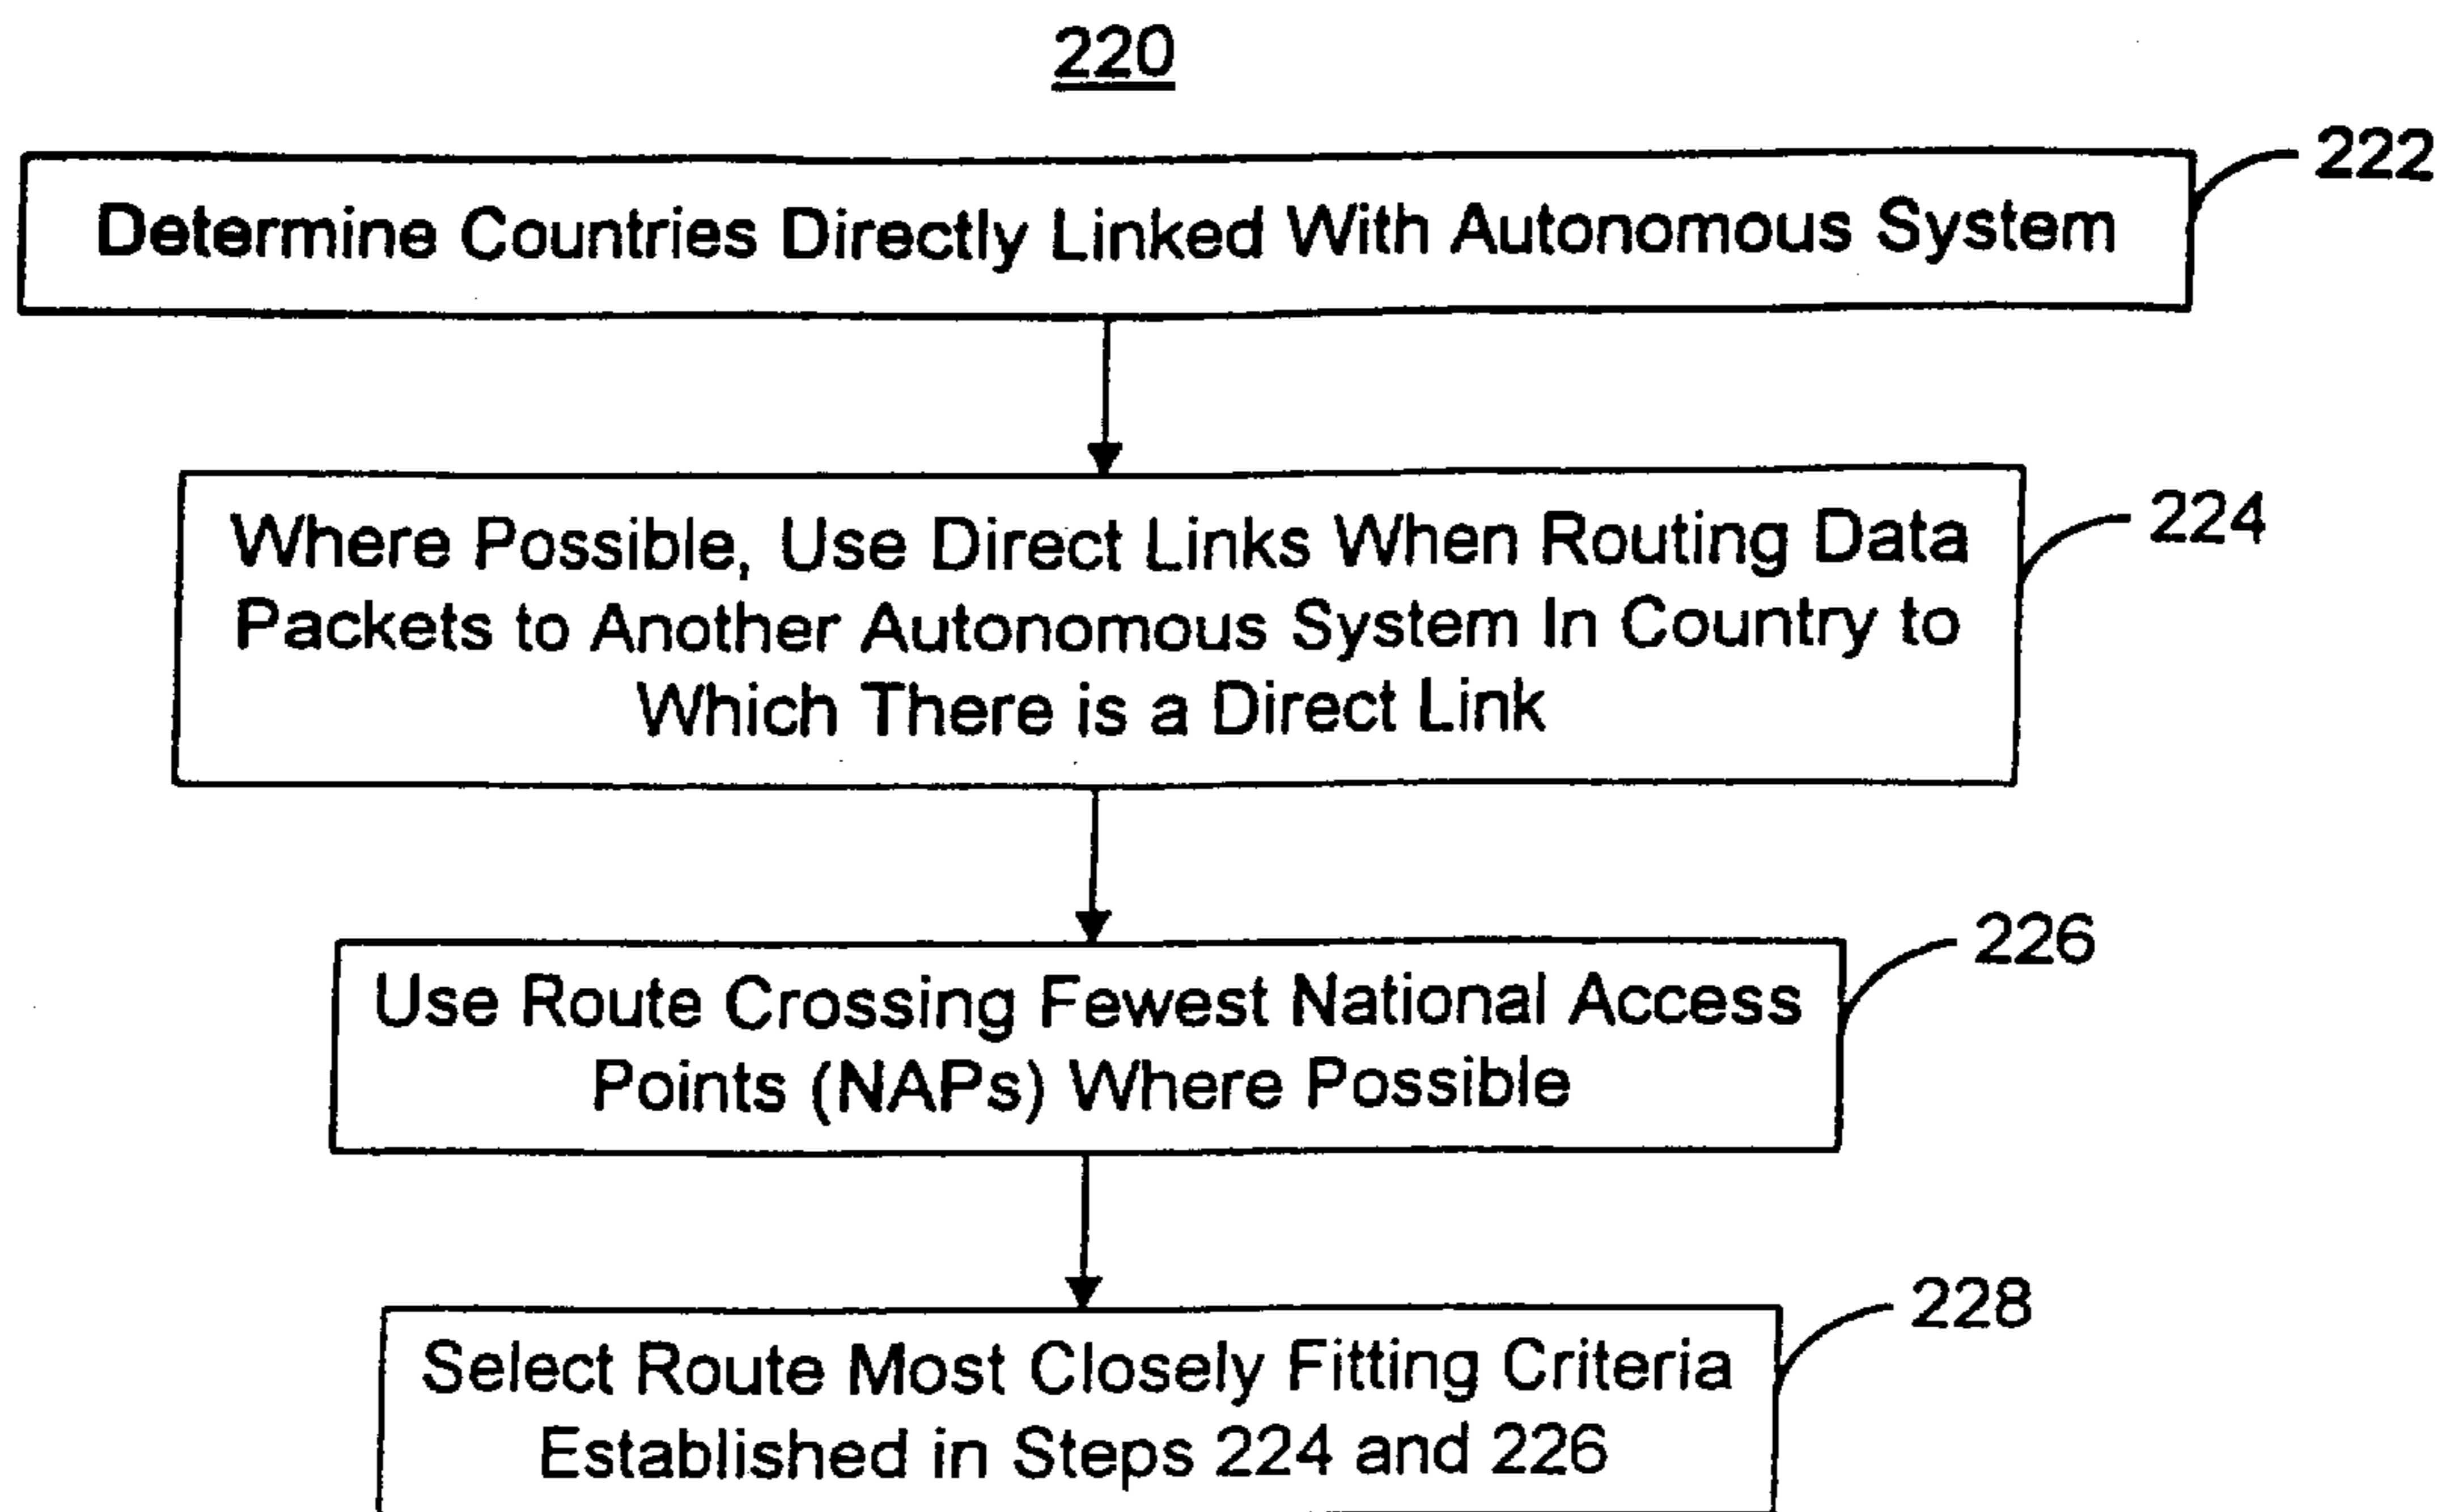 220
222
Determine Countries Directly Linked With Autonomous System
224
Where Possible, Use Direct Links When Routing Data
Packets to Another Autonomous System In Country to
Which There is a Direct Link
226
Use Route Crossing Fewest National Access
Points (NAPs) Where Possible
228
Select Route Most Closely Fitting Criteria
Established in Steps 224 and 226